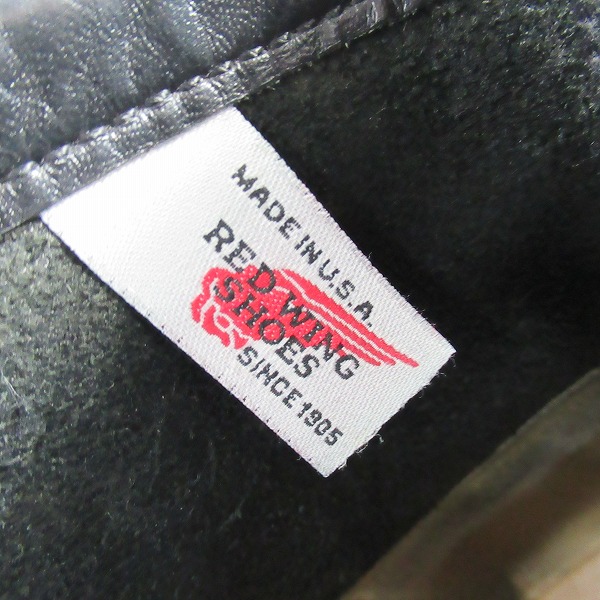 MADE IN U.S.A.
RED WING
SHOES
SINCE 1905